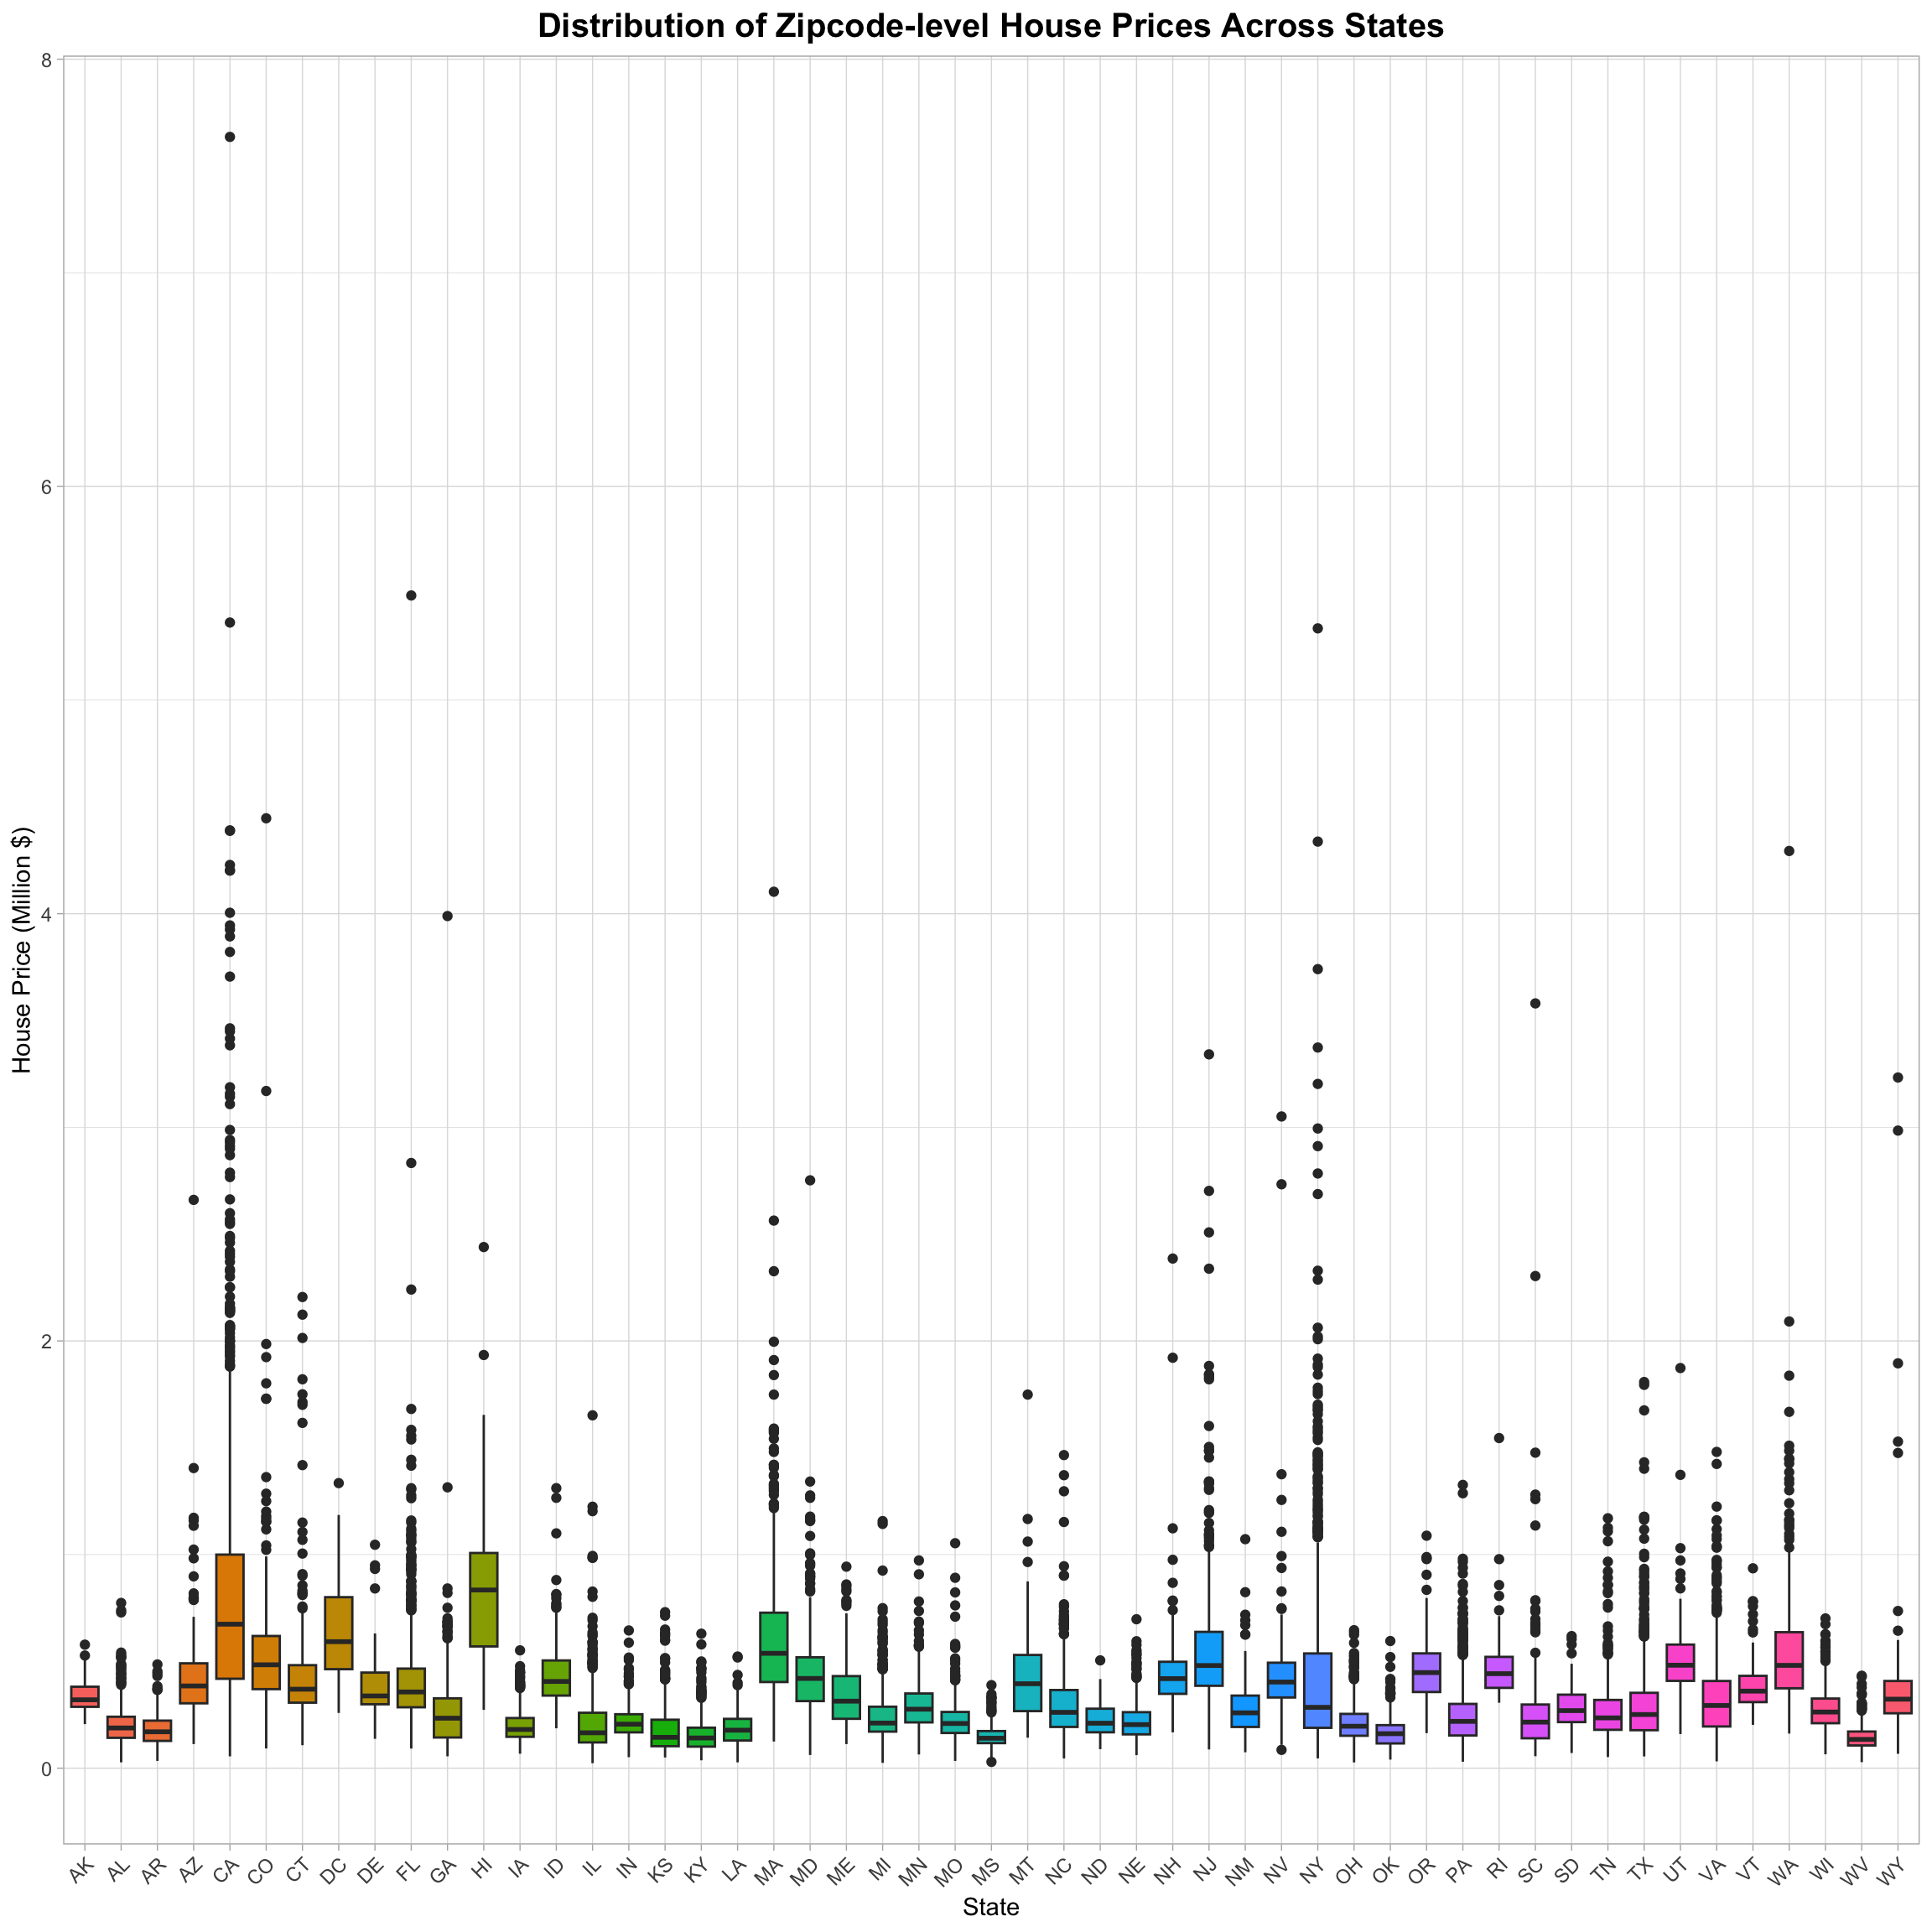 Distribution of Zipcode-level House Prices Across States
House Price (Million $)
8
6
4
2
0
AK AL AR AZ CA CO CT DC DE FL GA HI IA ID IL IN KS KY LA MA MD ME MI MN MO MS MT NC ND NE NH NJ NM NV NY OH OK OR PA RI SC SD TN TX UT VA VT WA WI WV WY
State